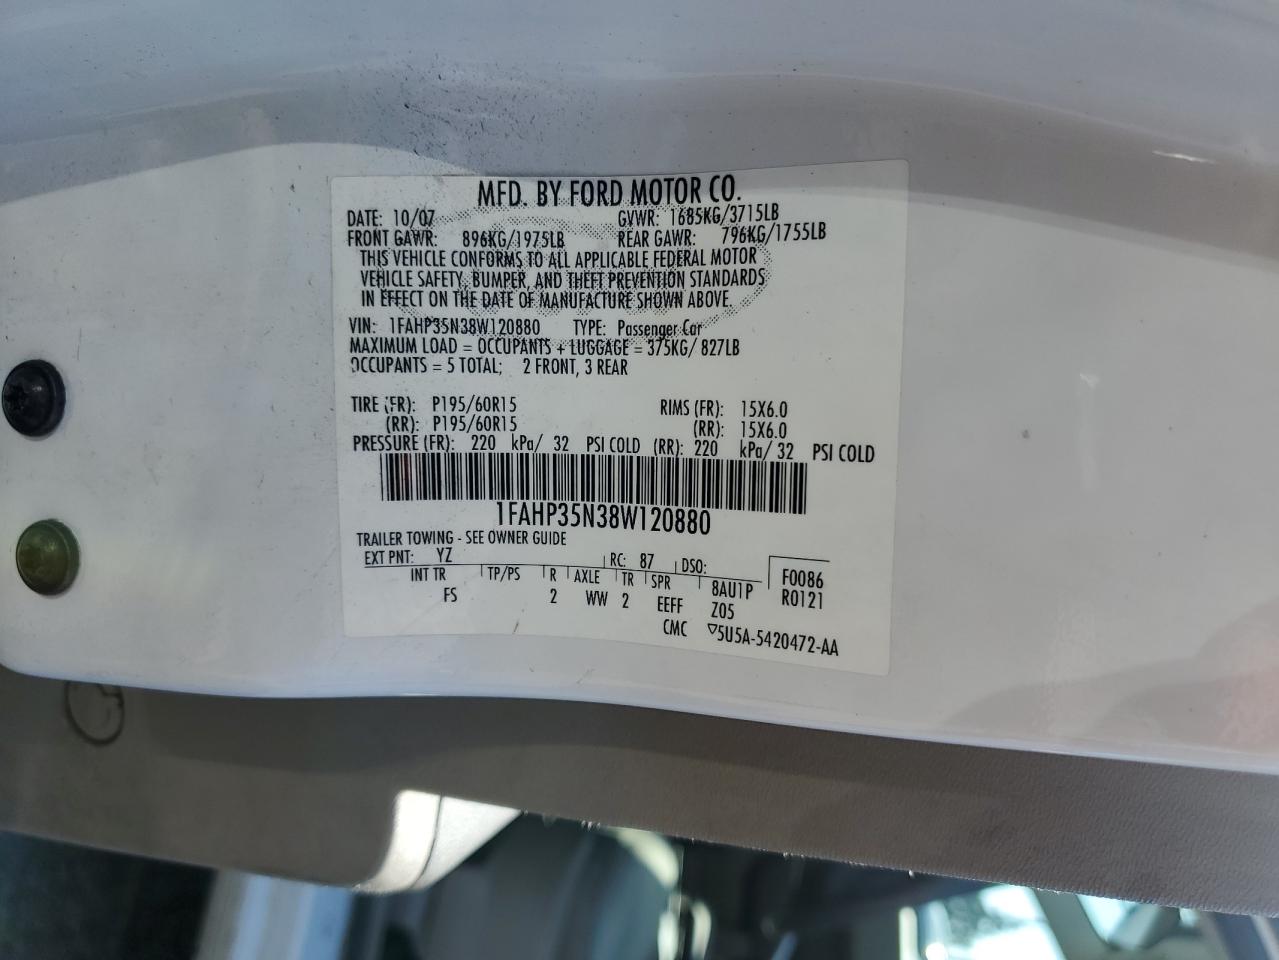 MFD. BY FORD MOTOR CO.
DATE: 10/07 GVWR: 1685KG/3715LB
FRONT GAWR: 896KG/1975LB REAR GAWR: 796KG/1755LB
THIS VEHICLE CONFORMS TO ALL APPLICABLE FEDERAL MOTOR
VEHICLE SAFETY, BUMPER, AND THEFT PREVENTION STANDARDS
IN EFFECT ON THE DATE OF MANUFACTURE SHOWN ABOVE.
VIN: 1FAHP35N38W120880 TYPE: Passenger Car
MAXIMUM LOAD = OCCUPANTS + LUGGAGE = 375KG/ 827LB
OCCUPANTS = 5 TOTAL; 2 FRONT, 3 REAR
TIRE (FR): P195/60R15 RIMS (FR): 15X6.0
(RR): P195/60R15 (RR): 15X6.0
PRESSURE (FR): 220 kPa/ 32 PSI COLD (RR): 220 kPa/ 32 PSI COLD
1FAHP35N38W120880
TRAILER TOWING - SEE OWNER GUIDE
EXT PNT: YZ RC: 87 DSO: F0086
INT TR TP/PS R AXLE TR SPR 8AU1P R0121
FS 2 WW 2 EEFF Z05
CMC ▽5U5A-5420472-AA